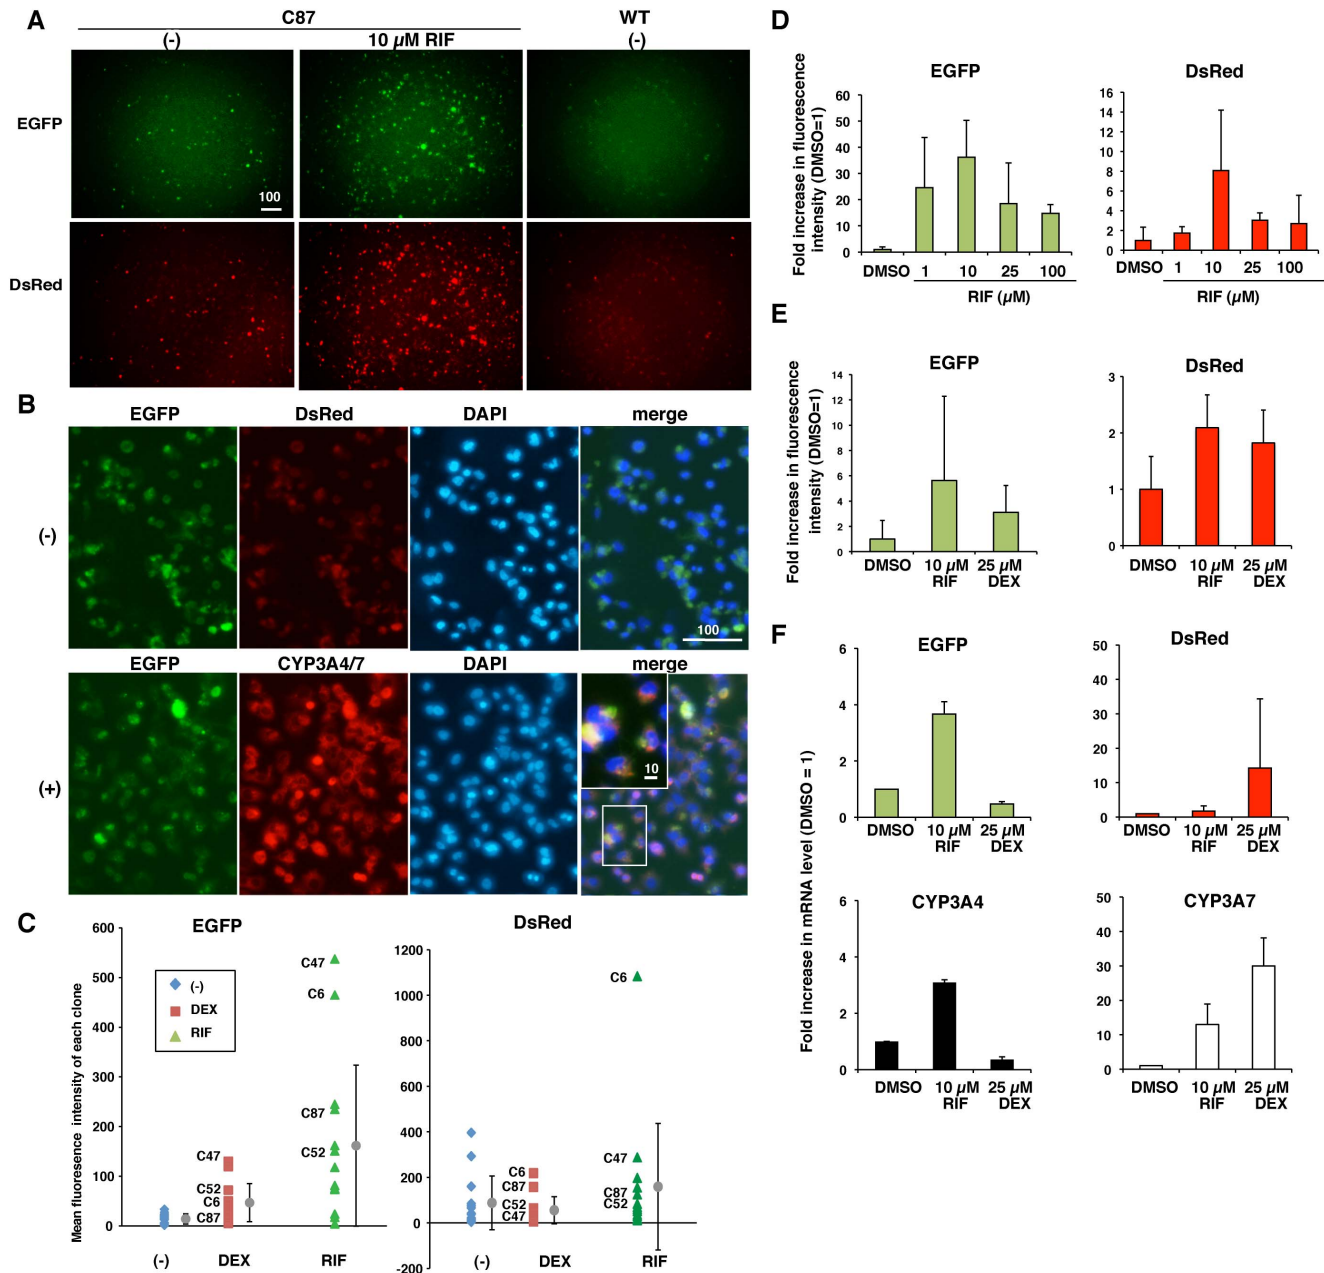 A
C87
WT
(-)
10 µM RIF
(-)
EGFP
100
DsRed
B
EGFP
DsRed
DAPI
merge
(-)
100
EGFP
CYP3A4/7
DAPI
merge
(+)
10
C
EGFP
DsRed
Mean fluoresence intensity of each clone
600
500
400
300
200
100
0
(-)
DEX
RIF
C47
C6
C87
C52
C47
C52
C6
C87
(-)
DEX
RIF
1200
1000
800
600
400
200
0
-200
C6
C47
C87
C52
C6
C87
C52
C47
(-)
DEX
RIF
D
EGFP
DsRed
Fold increase in fluorescence
intensity (DMSO=1)
60
50
40
30
20
10
0
DMSO 1 10 25 100
RIF (µM)
16
14
12
10
8
6
4
2
0
DMSO 1 10 25 100
RIF (µM)
E
EGFP
DsRed
Fold increase in fluorescence
intensity (DMSO=1)
14
12
10
8
6
4
2
0
DMSO 10 µM 25 µM
RIF DEX
3
2
1
0
DMSO 10 µM 25 µM
RIF DEX
F
EGFP
DsRed
Fold increase in mRNA level (DMSO = 1)
6
4
2
0
DMSO 10 µM 25 µM
RIF DEX
50
40
30
20
10
0
DMSO 10 µM 25 µM
RIF DEX
CYP3A4
CYP3A7
6
4
2
0
DMSO 10 µM 25 µM
RIF DEX
50
40
30
20
10
0
DMSO 10 µM 25 µM
RIF DEX